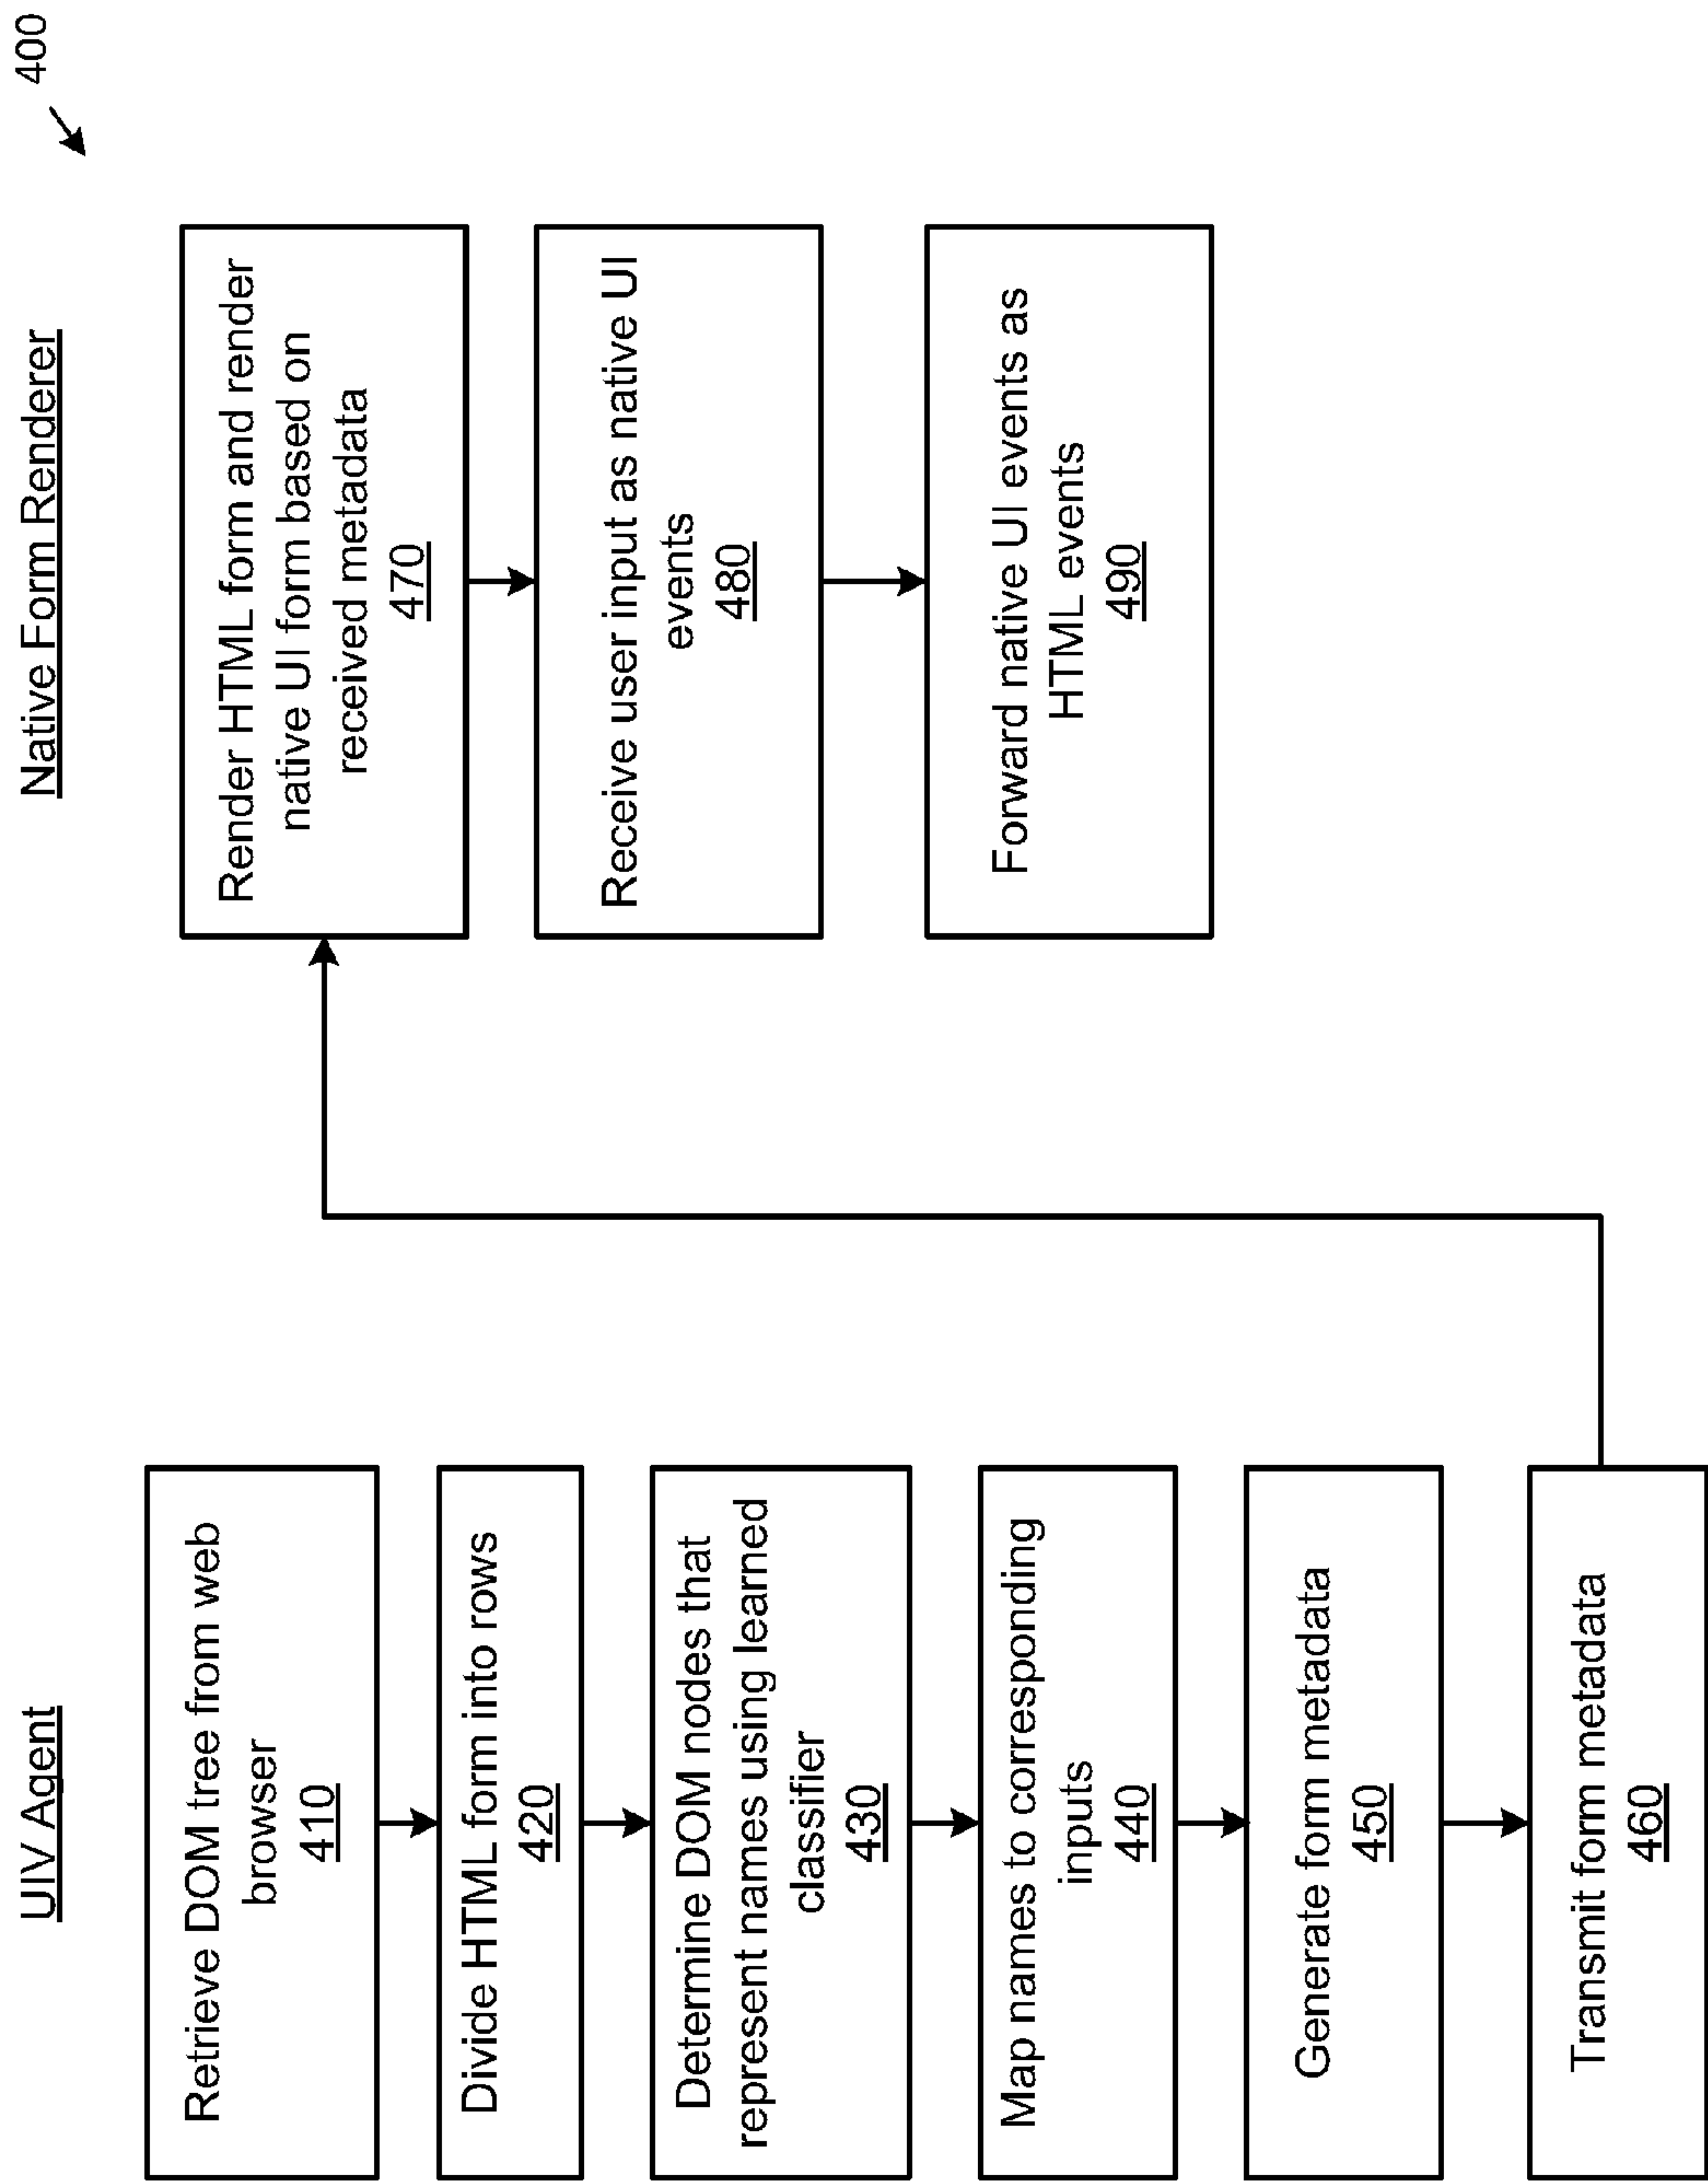 400
UIV Agent
Retrieve DOM tree from web
browser
410
Divide HTML form into rows
420
Determine DOM nodes that
represent names using learned
classifier
430
Map names to corresponding
inputs
440
Generate form metadata
450
Transmit form metadata
460
Native Form Renderer
Render HTML form and render
native UI form based on
received metadata
470
Receive user input as native UI
events
480
Forward native UI events as
HTML events
490